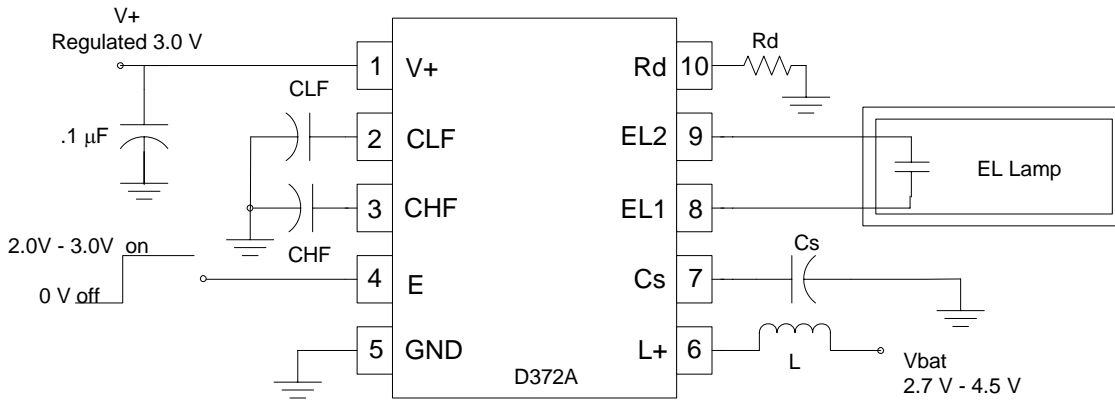 V+
Regulated 3.0 V
.1 μF
CLF
CHF
2.0V - 3.0V on
0 V off
1 V+
2 CLF
3 CHF
4 E
5 GND
Rd 10
EL2 9
EL1 8
Cs 7
L+ 6
D372A
Rd
EL Lamp
Cs
L
Vbat
2.7 V - 4.5 V